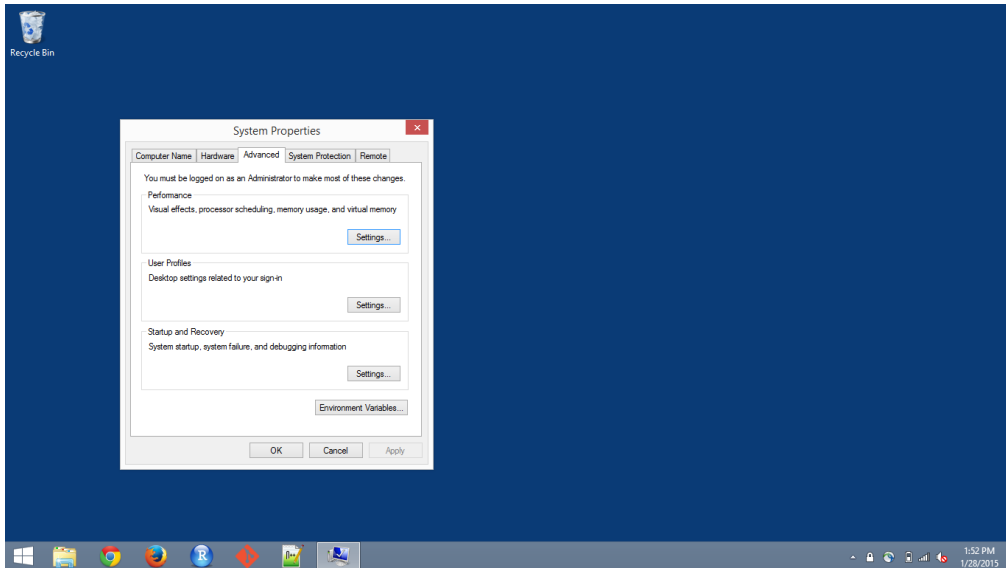 Recycle Bin
System Properties
Computer Name Hardware Advanced System Protection Remote
You must be logged on as an Administrator to make most of these changes.
Performance
Visual effects, processor scheduling, memory usage, and virtual memory
Settings...
User Profiles
Desktop settings related to your sign-in
Settings...
Startup and Recovery
System startup, system failure, and debugging information
Settings...
Environment Variables...
OK Cancel Apply
R
1:52 PM
1/28/2015